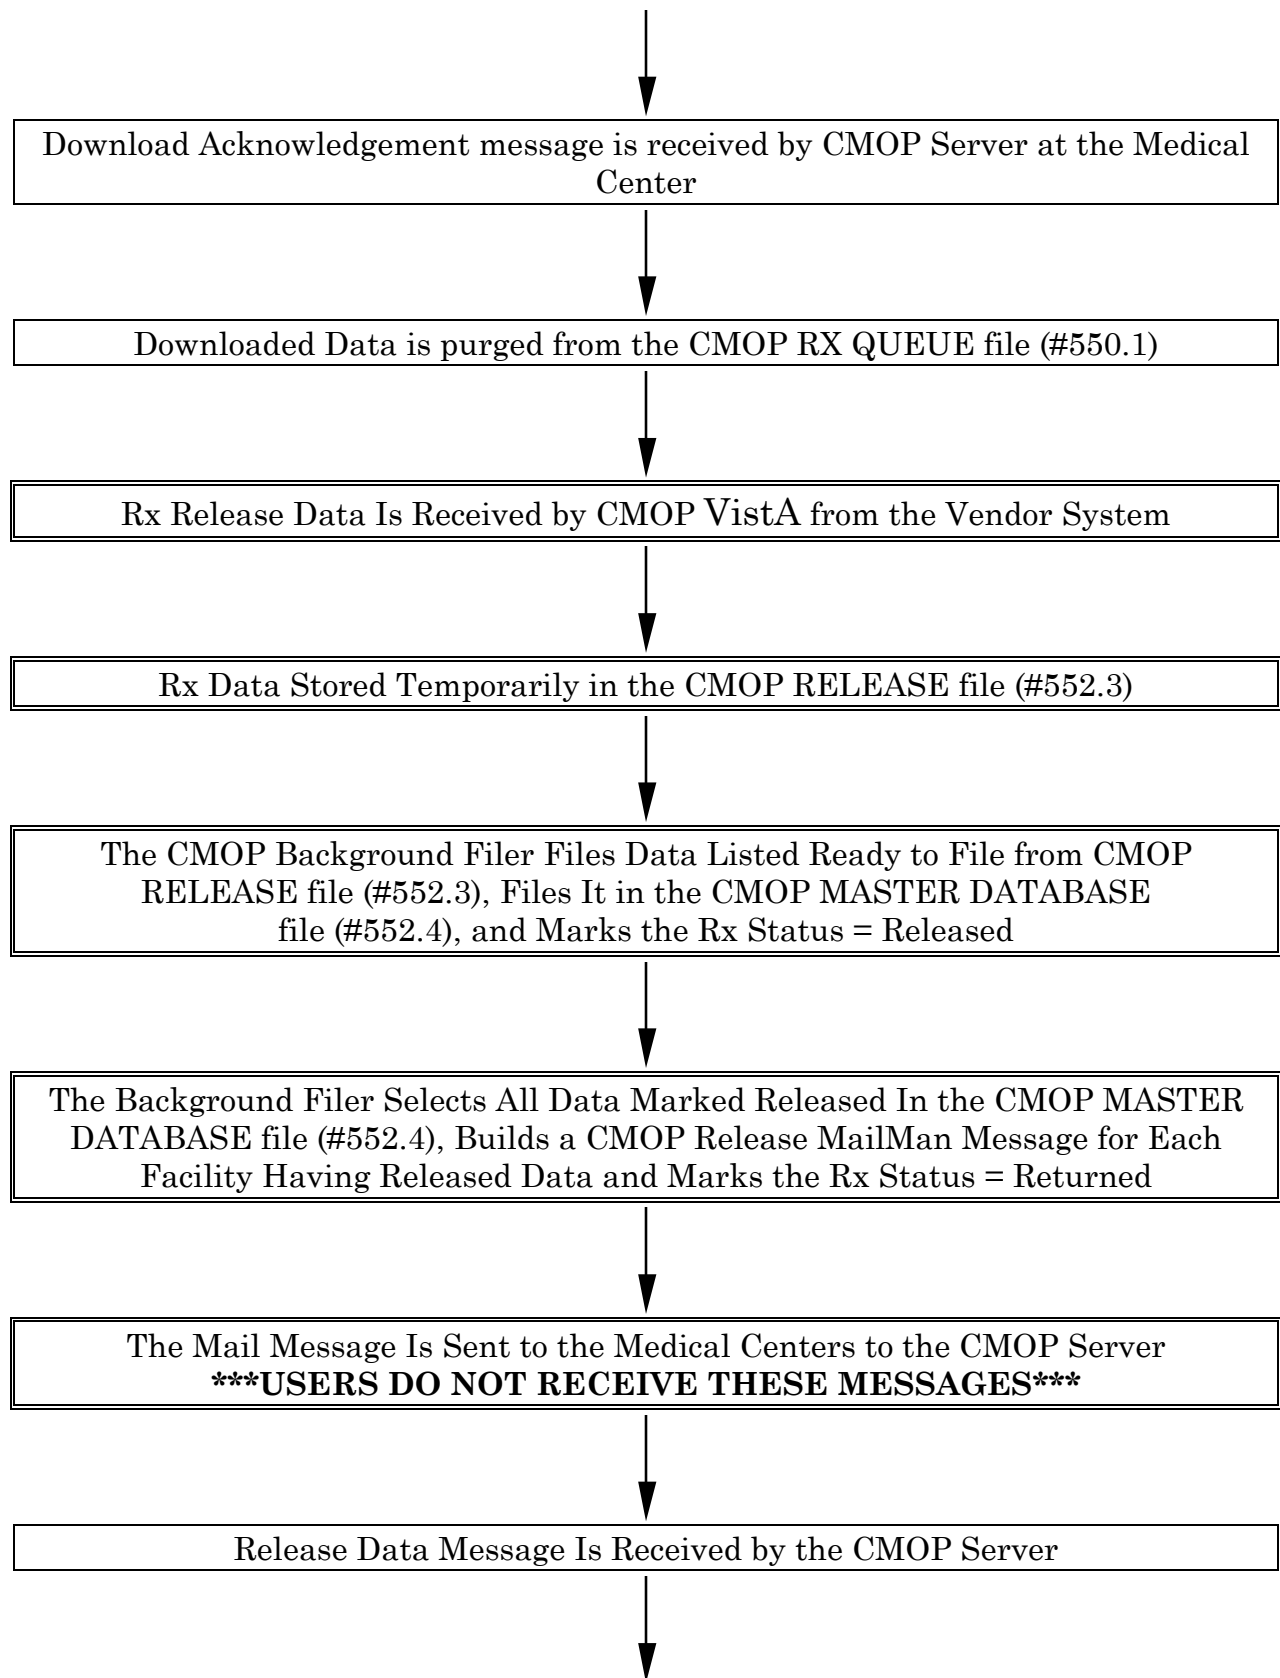 Download Acknowledgement message is received by CMOP Server at the Medical
Center
Downloaded Data is purged from the CMOP RX QUEUE file (#550.1)
Rx Release Data Is Received by CMOP VistA from the Vendor System
Rx Data Stored Temporarily in the CMOP RELEASE file (#552.3)
The CMOP Background Filer Files Data Listed Ready to File from CMOP
RELEASE file (#552.3), Files It in the CMOP MASTER DATABASE
file (#552.4), and Marks the Rx Status = Released
The Background Filer Selects All Data Marked Released In the CMOP MASTER
DATABASE file (#552.4), Builds a CMOP Release MailMan Message for Each
Facility Having Released Data and Marks the Rx Status = Returned
The Mail Message Is Sent to the Medical Centers to the CMOP Server
***USERS DO NOT RECEIVE THESE MESSAGES***
Release Data Message Is Received by the CMOP Server